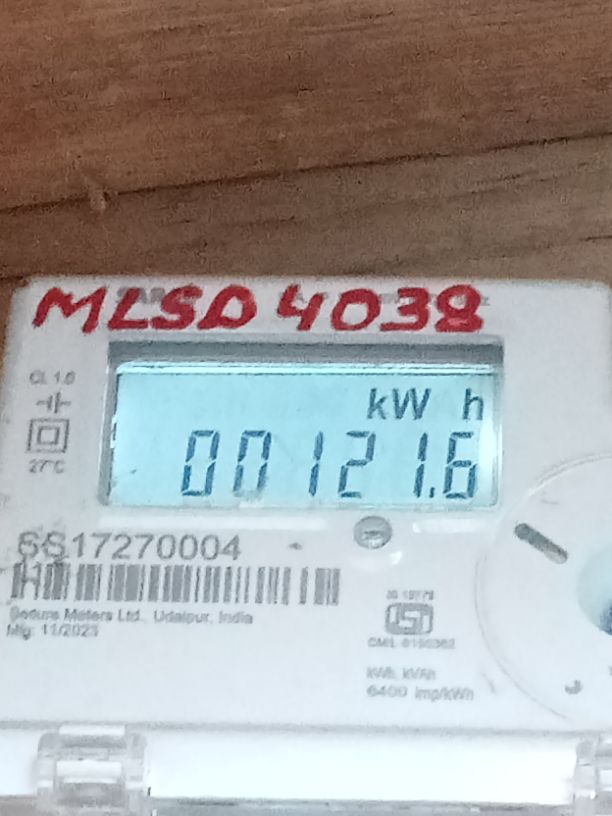 MLSD 4038
Cl. 1.0
kW h
00121.6
27°C
SS17270004
Secure Meters Ltd., Udaipur, India
Mfg: 11/2023
kWh, kVAh
6400 imp/kWh